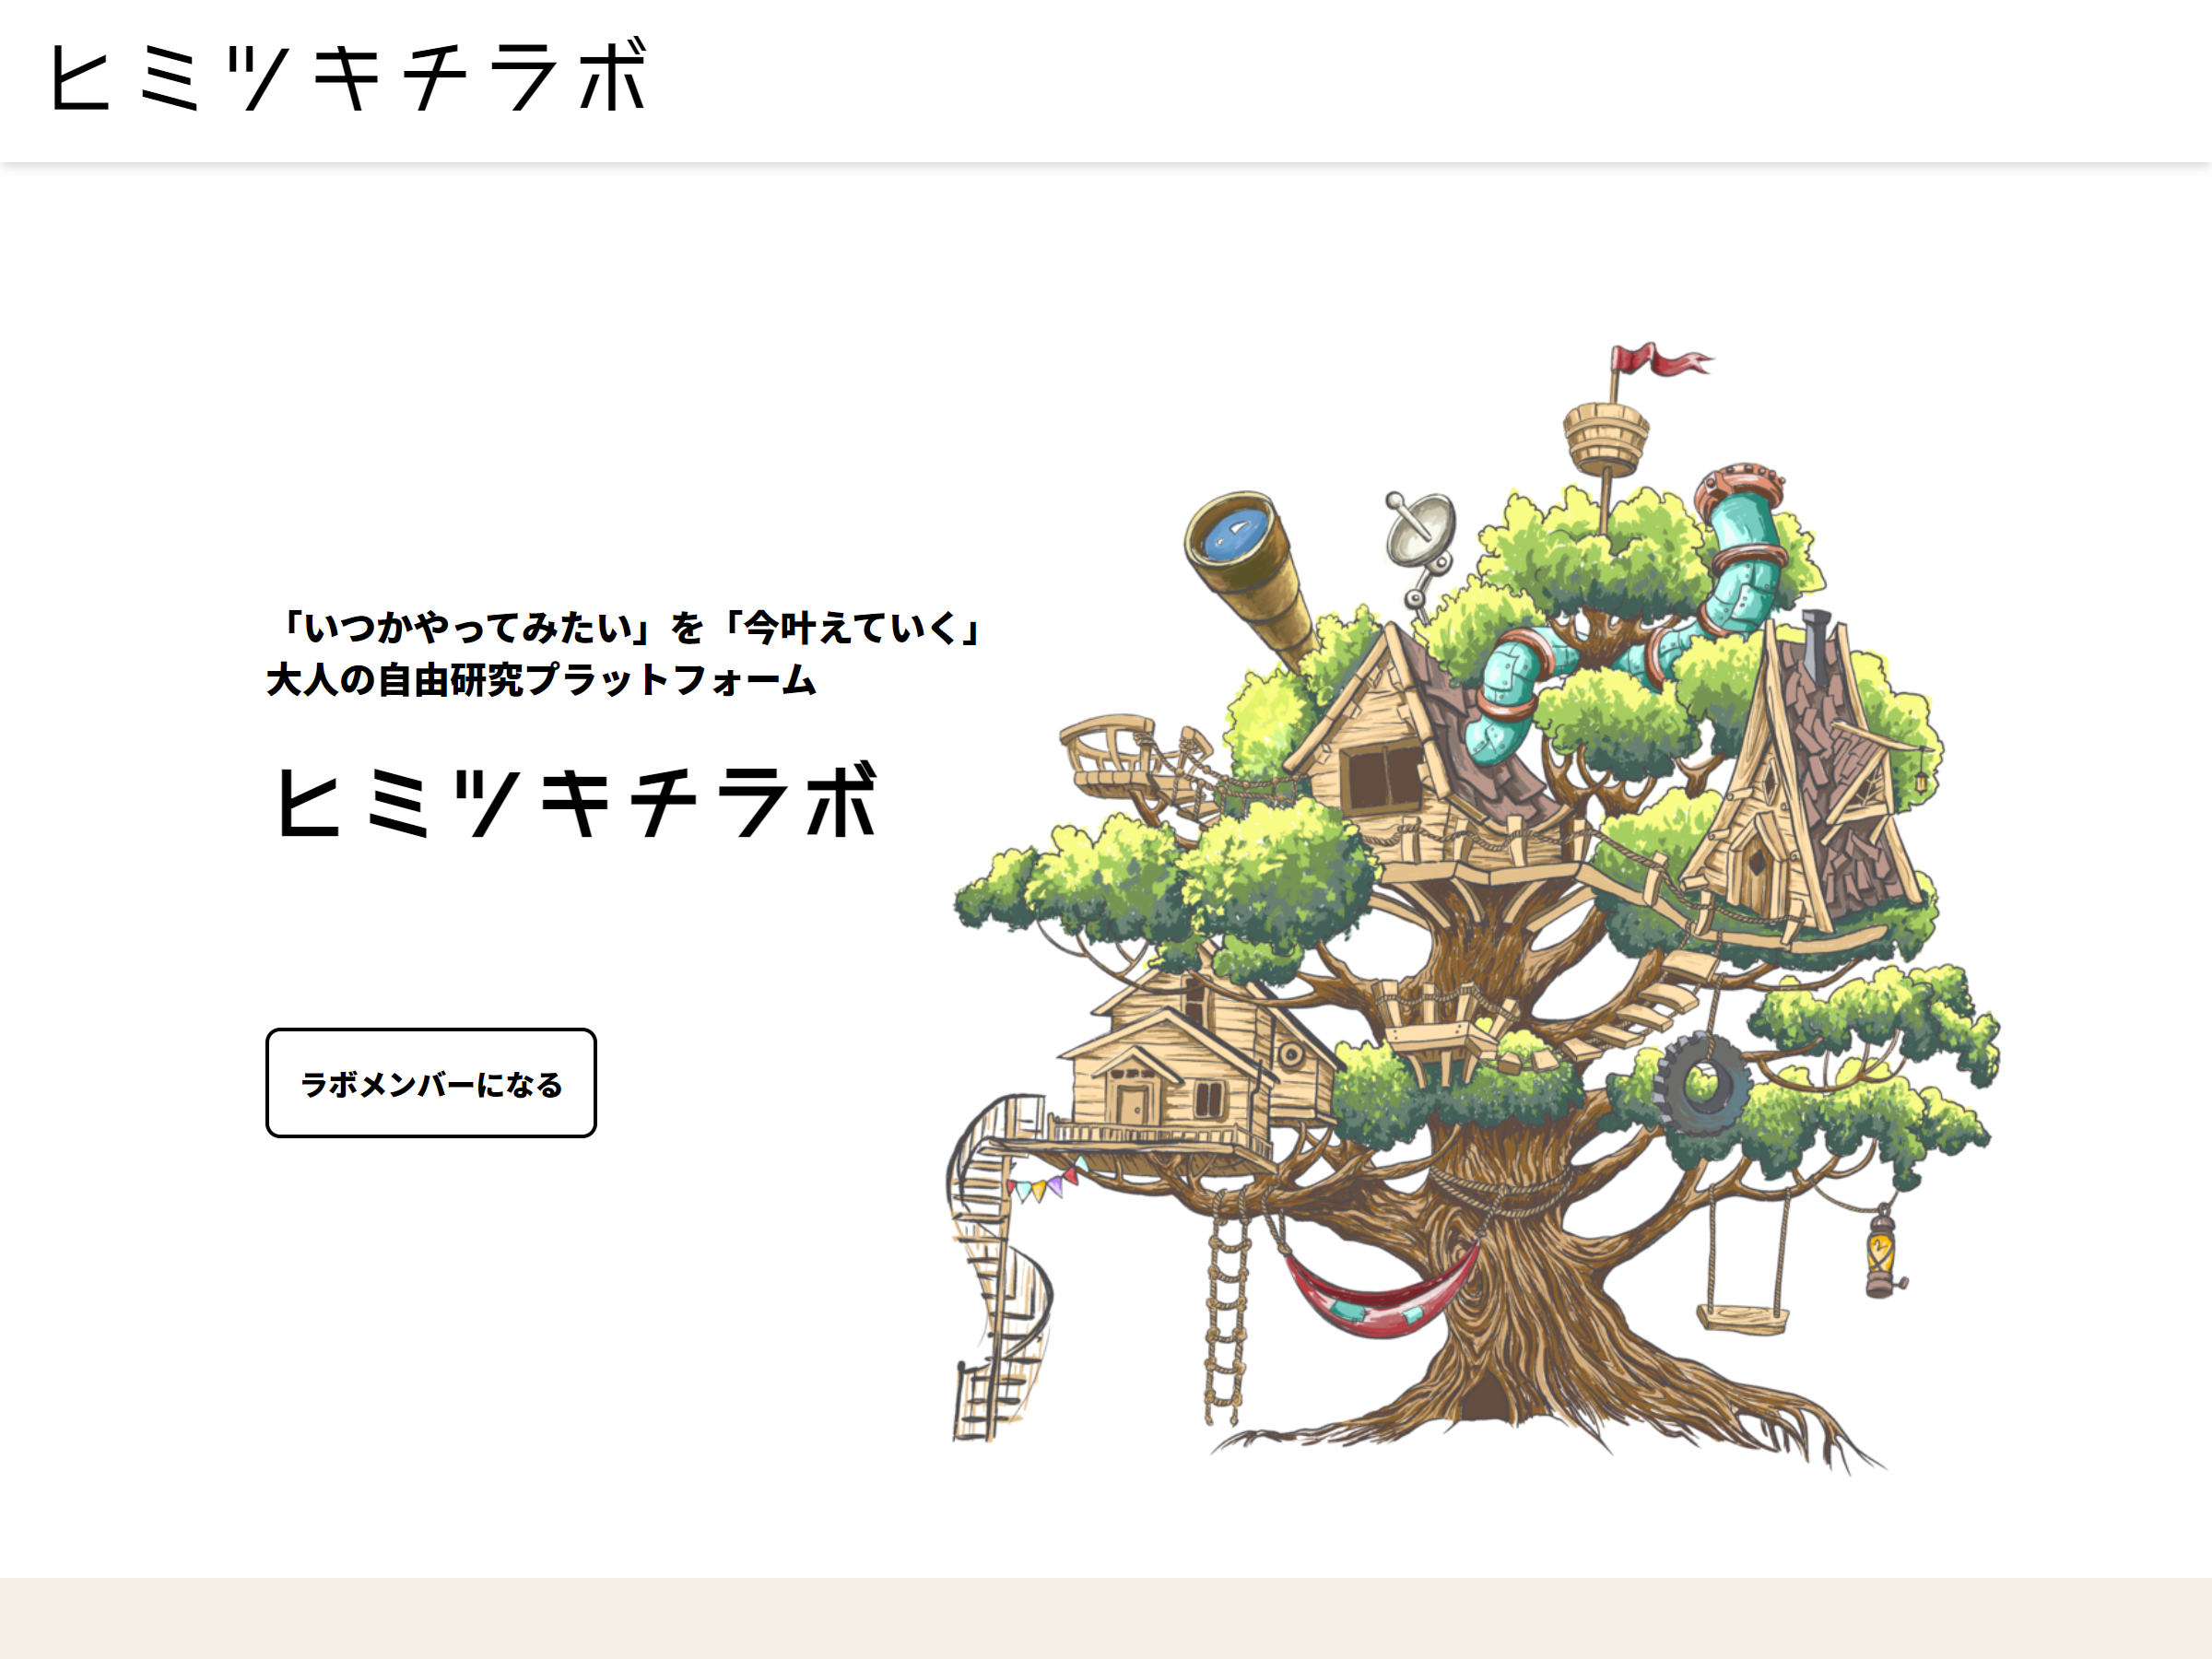 ヒミツキチラボ
「いつかやってみたい」を「今叶えていく」
大人の自由研究プラットフォーム
ヒミツキチラボ
ラボメンバーになる